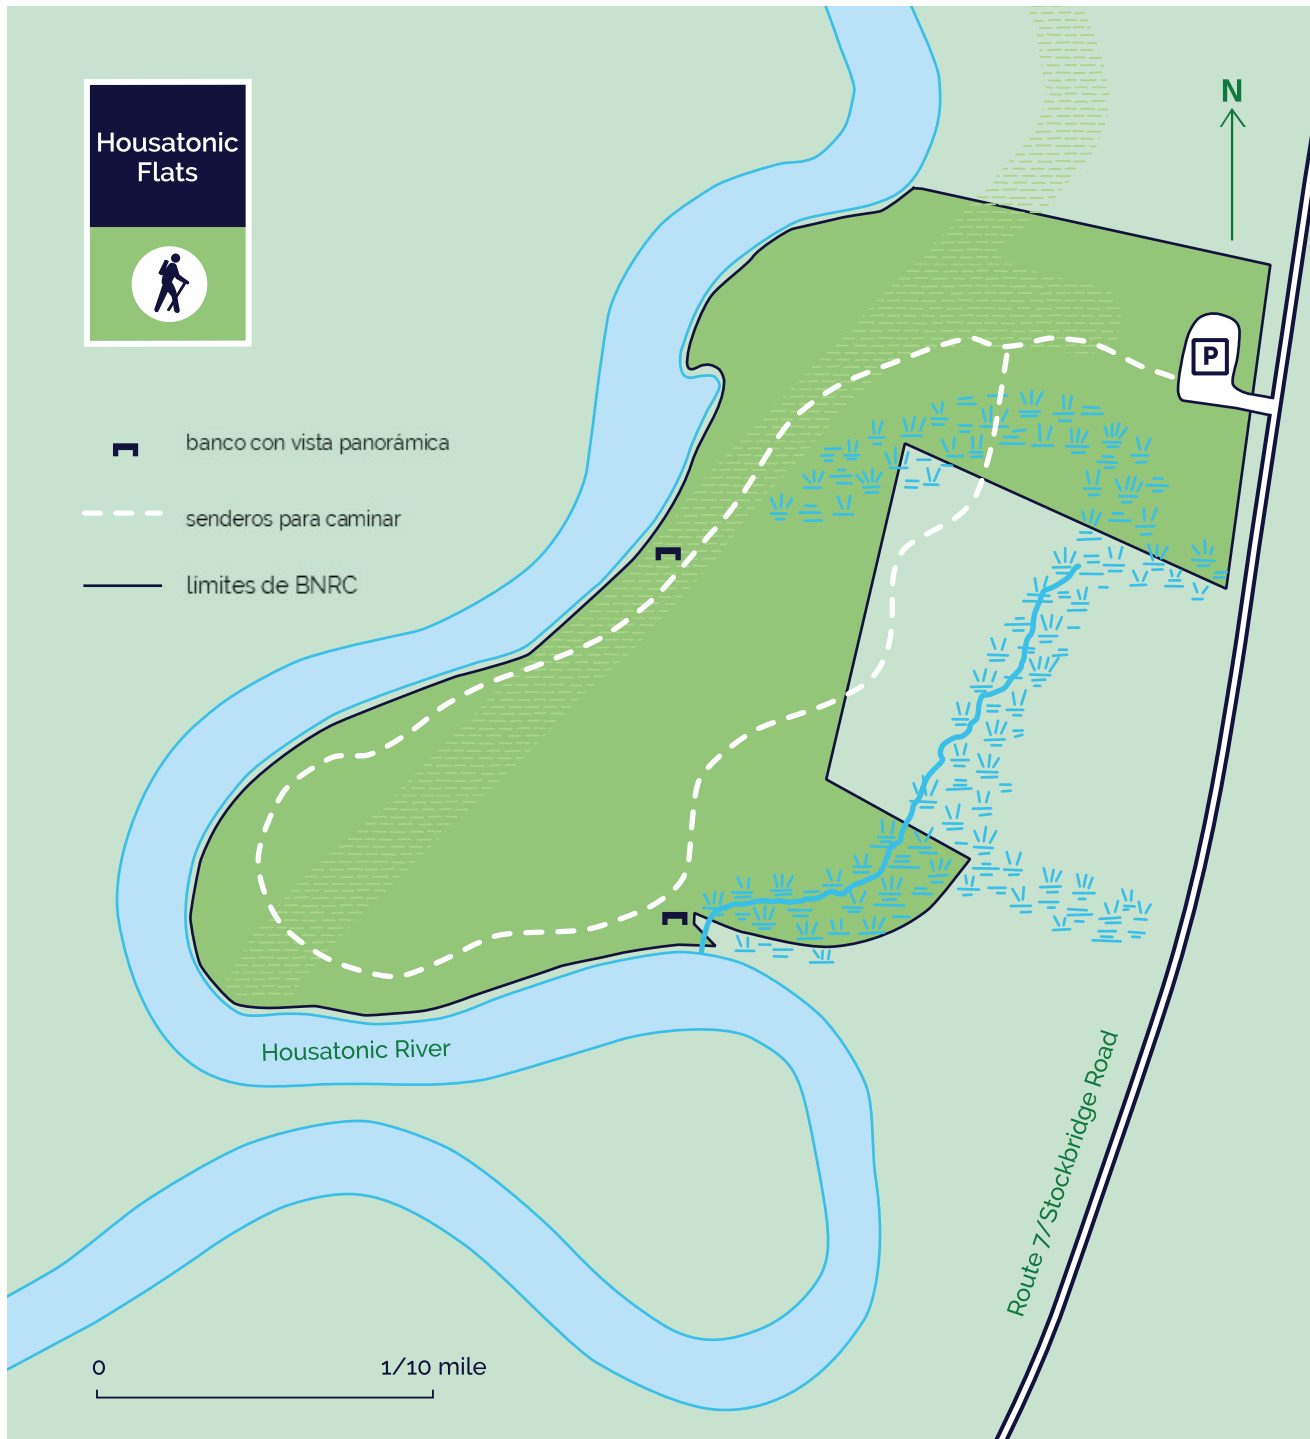 Housatonic
Flats
N
P
banco con vista panorámica
senderos para caminar
límites de BNRC
Housatonic River
Route 7/Stockbridge Road
0
1/10 mile